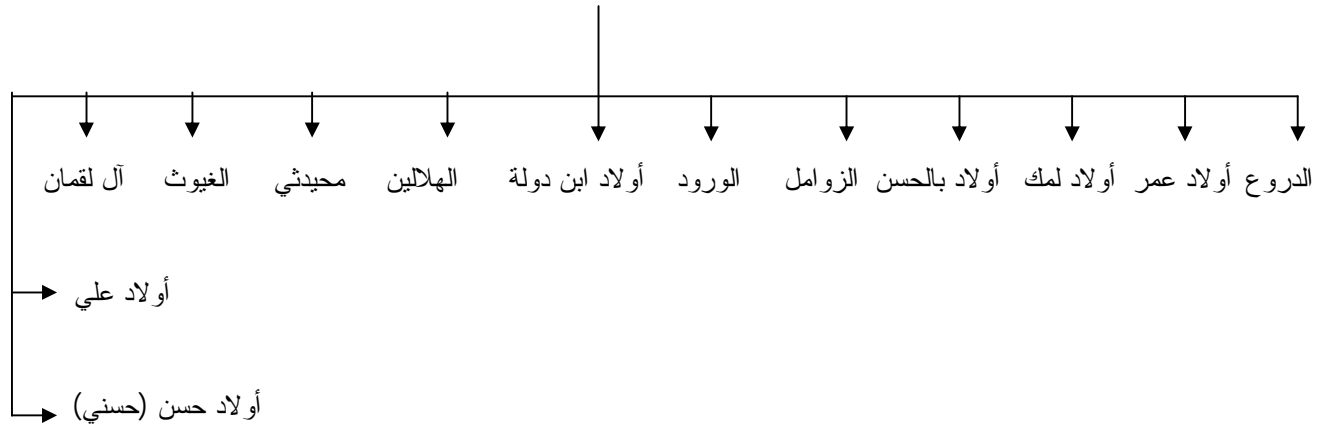 الدروع أولاد عمر أولاد لمك أولاد بالحسن الزوامل الورود أولاد ابن دولة الهلالين محيدثي الغيوث آل لقمان
أولاد علي
أولاد حسن (حسني)